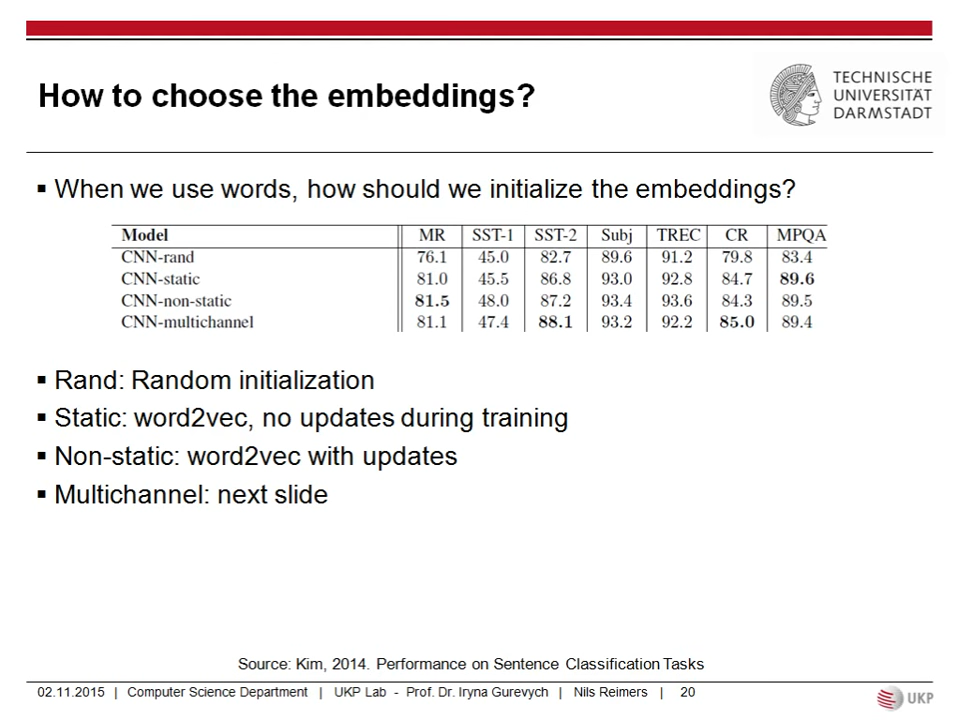 How to choose the embeddings?
TECHNISCHE
UNIVERSITÄT
DARMSTADT
▪ When we use words, how should we initialize the embeddings?
Model MR SST-1 SST-2 Subj TREC CR MPQA
CNN-rand 76.1 45.0 82.7 89.6 91.2 79.8 83.4
CNN-static 81.0 45.5 86.8 93.0 92.8 84.7 89.6
CNN-non-static 81.5 48.0 87.2 93.4 93.6 84.3 89.5
CNN-multichannel 81.1 47.4 88.1 93.2 92.2 85.0 89.4
▪ Rand: Random initialization
▪ Static: word2vec, no updates during training
▪ Non-static: word2vec with updates
▪ Multichannel: next slide
Source: Kim, 2014. Performance on Sentence Classification Tasks
02.11.2015 | Computer Science Department | UKP Lab - Prof. Dr. Iryna Gurevych | Nils Reimers | 20
UKP